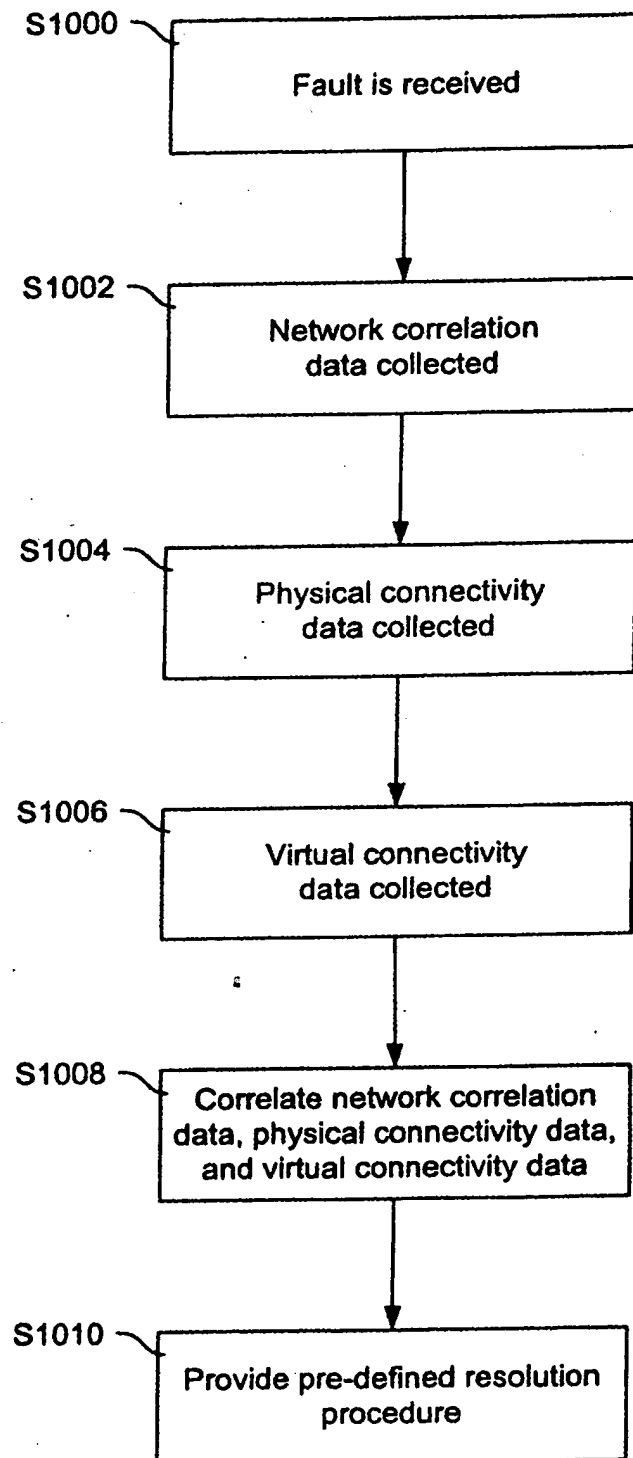 S1000
Fault is received
S1002
Network correlation
data collected
S1004
Physical connectivity
data collected
S1006
Virtual connectivity
data collected
S1008
Correlate network correlation
data, physical connectivity data,
and virtual connectivity data
S1010
Provide pre-defined resolution
procedure